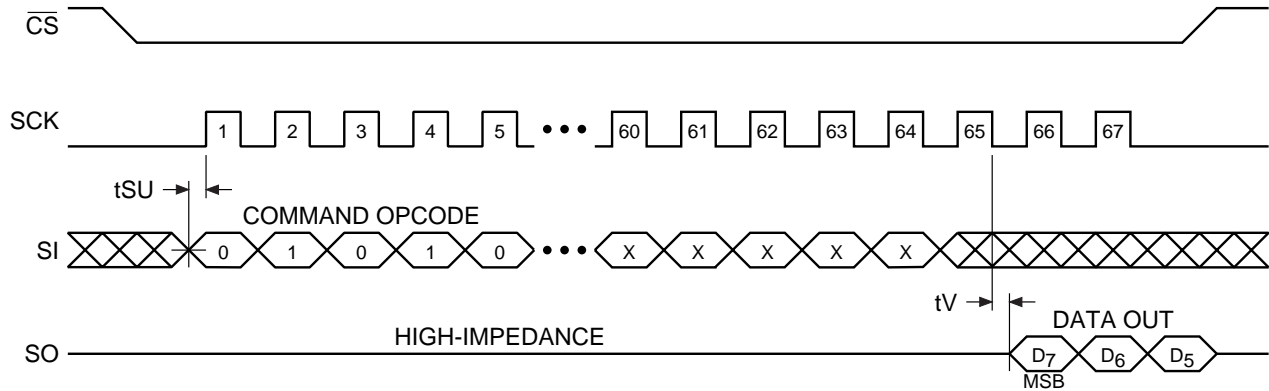 CS
SCK
1 2 3 4 5 ••• 60 61 62 63 64 65 66 67
tSU
COMMAND OPCODE
SI
0 1 0 1 0 ••• X X X X X
tV
DATA OUT
HIGH-IMPEDANCE
SO
D7 D6 D5
MSB